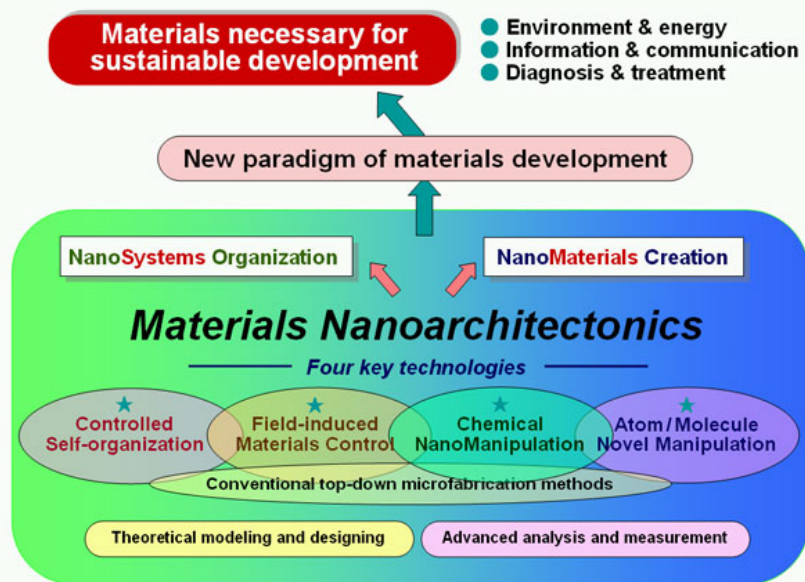 Materials necessary for
sustainable development
Environment & energy
Information & communication
Diagnosis & treatment
New paradigm of materials development
NanoSystems Organization
NanoMaterials Creation
Materials Nanoarchitectonics
Four key technologies
Controlled
Self-organization
Field-induced
Materials Control
Chemical
NanoManipulation
Atom/Molecule
Novel Manipulation
Conventional top-down microfabrication methods
Theoretical modeling and designing
Advanced analysis and measurement